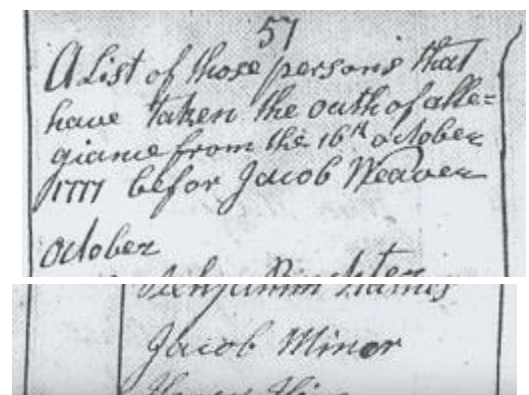 57
A List of those persons that
have taken the oath of alle=
giance from the 16th october
1777 befor Jacob Weaver
october
Jacob Minor